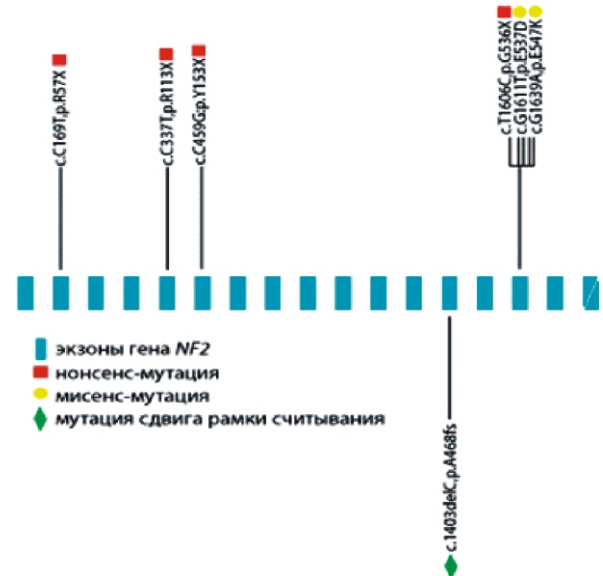 c.C169T,p.R57X
c.C337T,p.R113X
c.C459G;p.Y153X
c.T1606C,p.G536X
c.G1611T,p.E537D
c.G1639A,p.E547K
экзоны гена NF2
нонсенс-мутация
мисенс-мутация
мутация сдвига рамки считывания
c.1403delC,p.A468fs